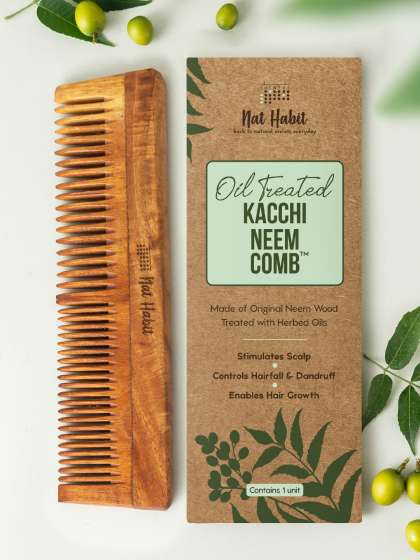 Nat Habit
back to natural habits everyday
Oil Treated
KACCHI
NEEM
COMB™
Made of Original Neem Wood
Treated with Herbed Oils
Stimulates Scalp
Controls Hairfall & Dandruff
Enables Hair Growth
Contains 1 unit
Nat Habit